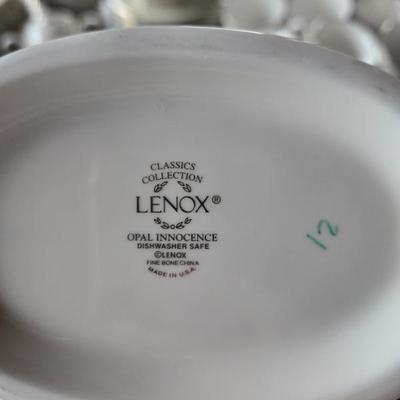 CLASSICS
COLLECTION
LENOX®
OPAL INNOCENCE
DISHWASHER SAFE
©LENOX
FINE BONE CHINA
MADE IN U.S.A.
12